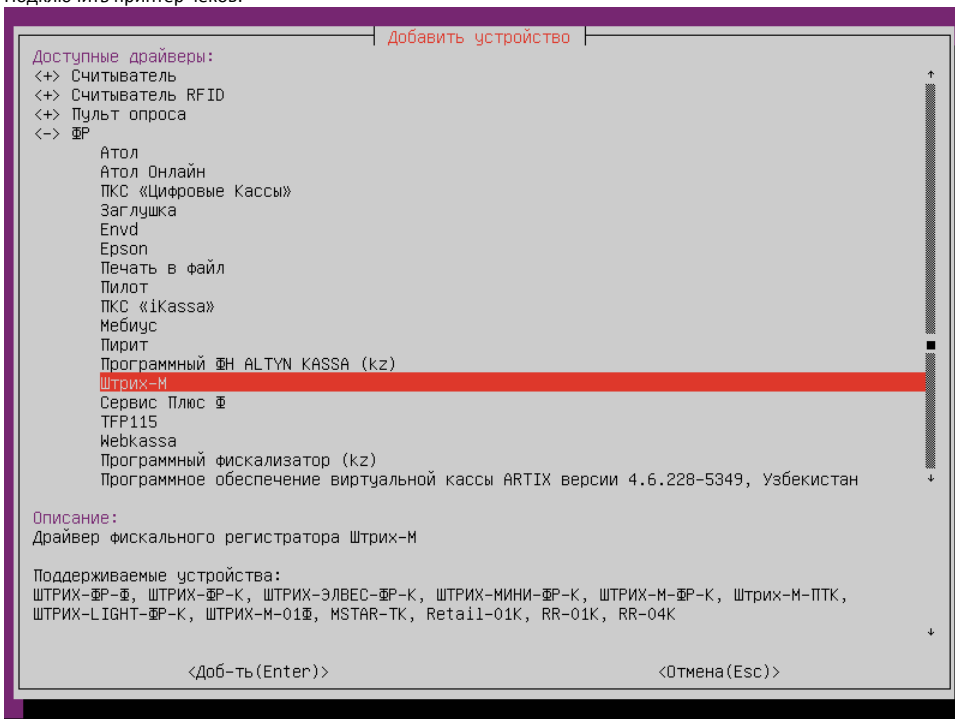 Подключить принтер чеков.
Добавить устройство
Доступные драйверы:
<+> Считыватель
<+> Считыватель RFID
<+> Пульт опроса
<-> ФР
Атол
Атол Онлайн
ПКС «Цифровые Кассы»
Заглушка
Envd
Epson
Печать в файл
Пилот
ПКС «iKassa»
Мебиус
Пирит
Программный ФН ALTYN KASSA (kz)
Штрих-М
Сервис Плюс Ф
TFP115
Webkassa
Программный фискализатор (kz)
Программное обеспечение виртуальной кассы ARTIX версии 4.6.228-5349, Узбекистан
Описание:
Драйвер фискального регистратора Штрих-М
Поддерживаемые устройства:
ШТРИХ-ФР-Ф, ШТРИХ-ФР-К, ШТРИХ-ЭЛВЕС-ФР-К, ШТРИХ-МИНИ-ФР-К, ШТРИХ-М-ФР-К, Штрих-М-ПТК,
ШТРИХ-LIGHT-ФР-К, ШТРИХ-М-01Ф, MSTAR-TK, Retail-01K, RR-01K, RR-04K
<Доб-ть(Enter)> <Отмена(Esc)>